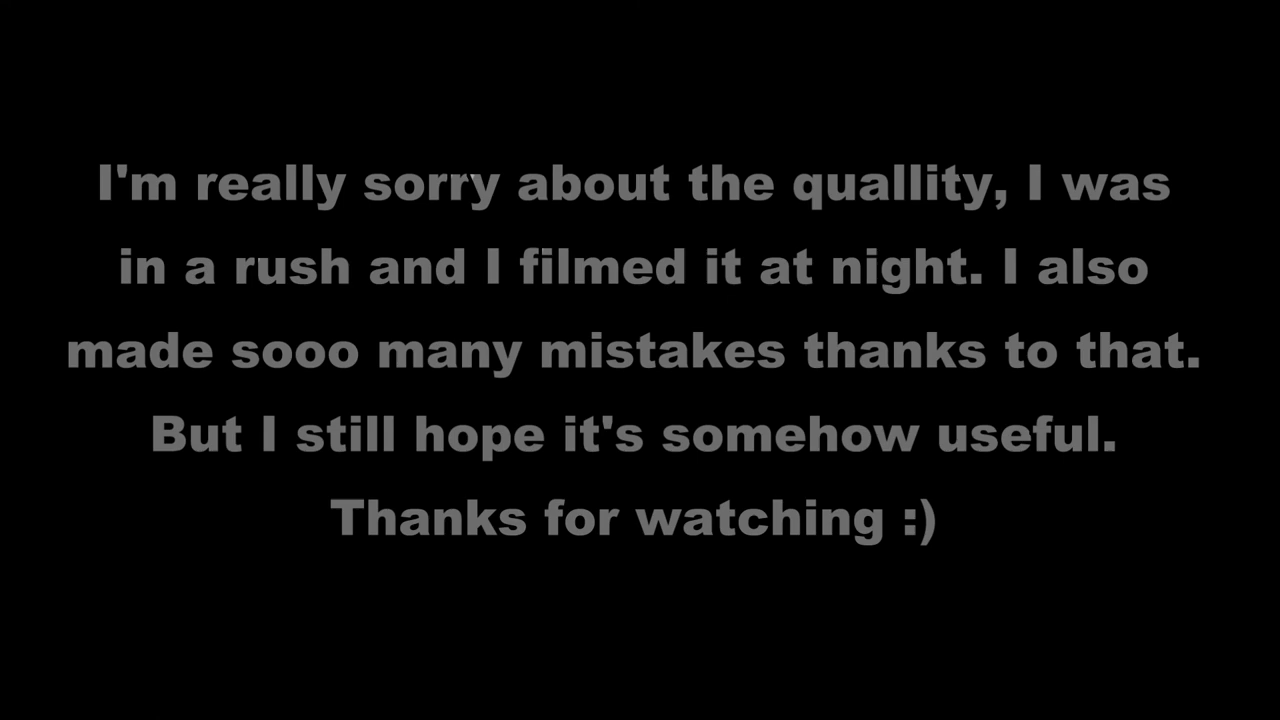 I'm really sorry about the quallity, I was
in a rush and I filmed it at night. I also
made sooo many mistakes thanks to that.
But I still hope it's somehow useful.
Thanks for watching :)